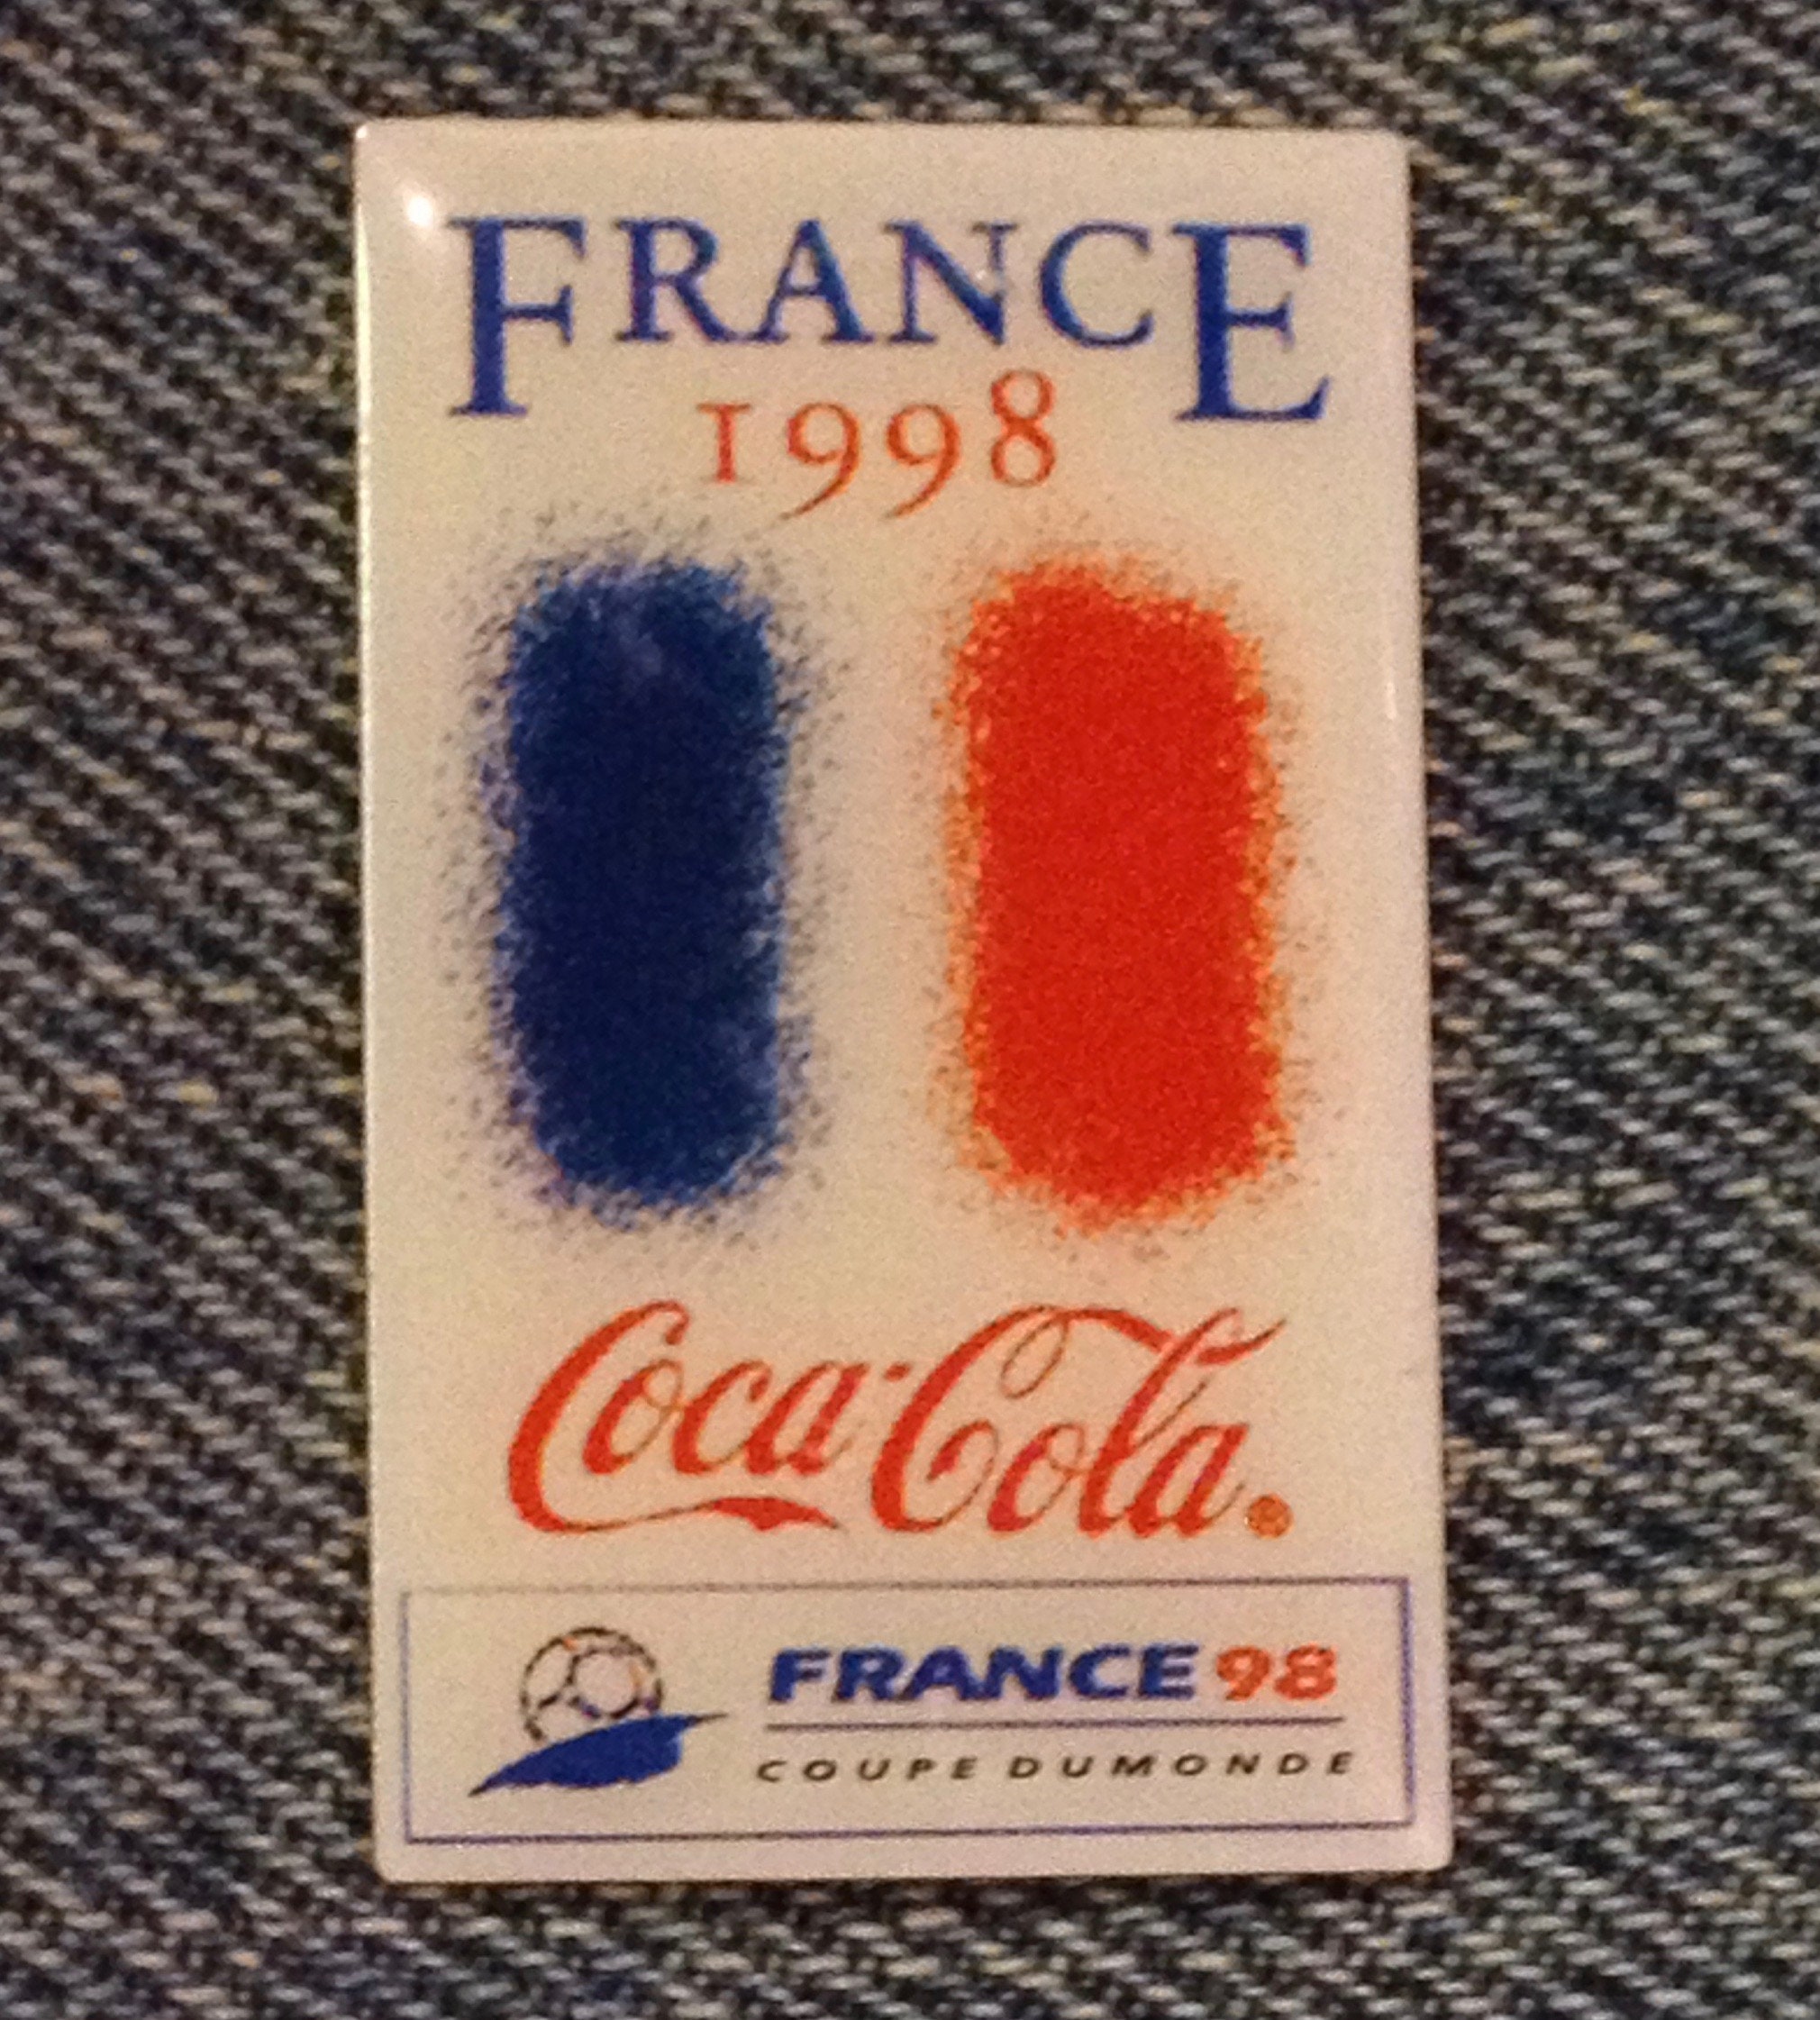 FRANCE
1998
Coca-Cola
FRANCE 98
COUPE DU MONDE